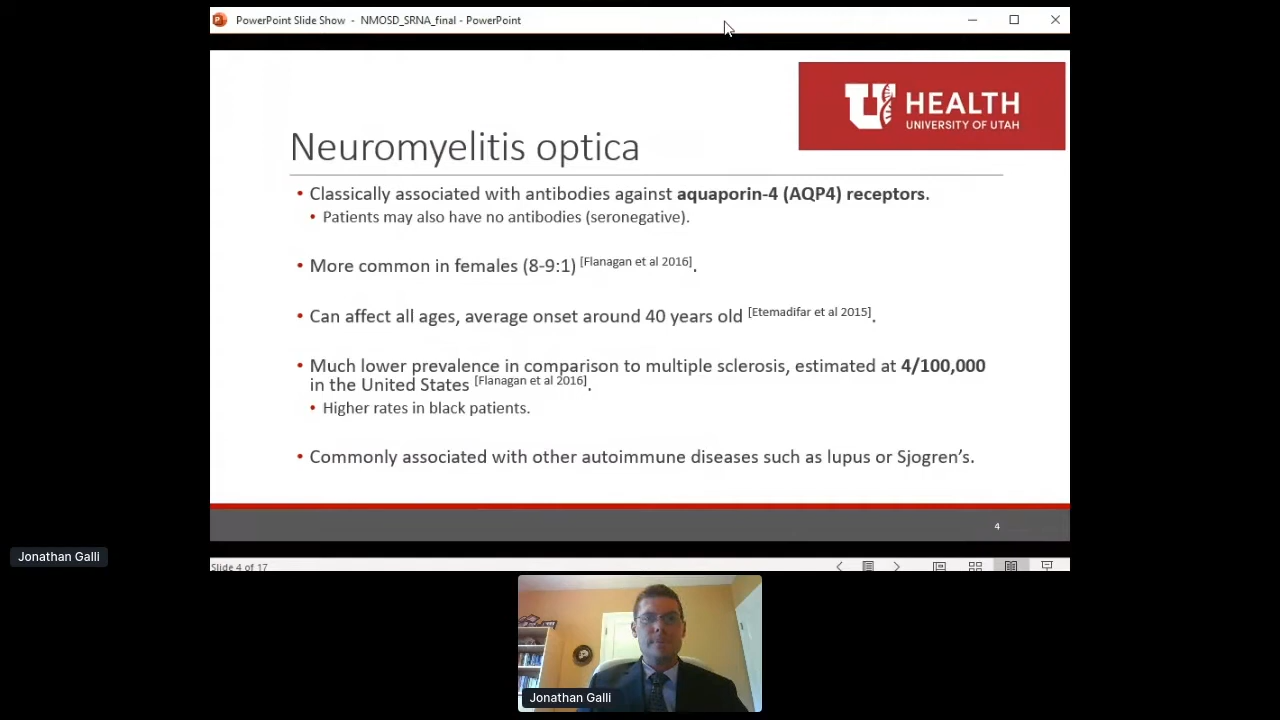 PowerPoint Slide Show - NMOSD_SRNA_final - PowerPoint
HEALTH
UNIVERSITY OF UTAH
Neuromyelitis optica
• Classically associated with antibodies against aquaporin-4 (AQP4) receptors.
• Patients may also have no antibodies (seronegative).
• More common in females (8-9:1) [Flanagan et al 2016].
• Can affect all ages, average onset around 40 years old [Etemadifar et al 2015].
• Much lower prevalence in comparison to multiple sclerosis, estimated at 4/100,000
in the United States [Flanagan et al 2016].
• Higher rates in black patients.
• Commonly associated with other autoimmune diseases such as lupus or Sjogren's.
4
Jonathan Galli
Slide 4 of 17
Jonathan Galli